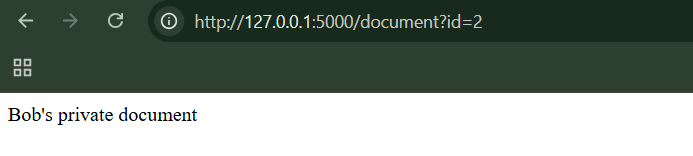 http://127.0.0.1:5000/document?id=2
Bob's private document